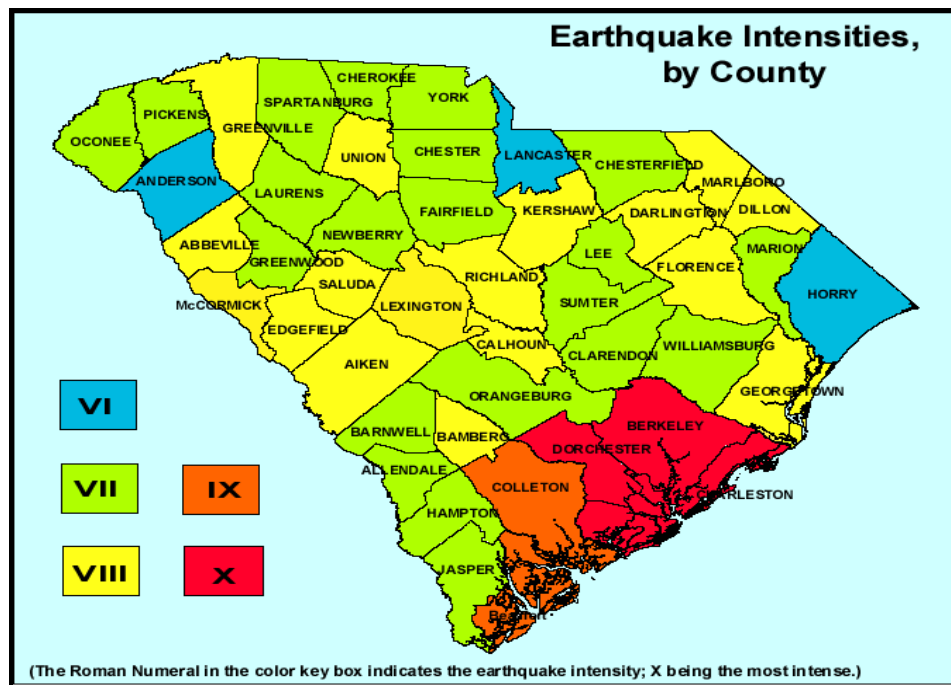 Earthquake Intensities,
by County
CHEROKEE
YORK
SPARTANBURG
PICKENS
GREENVILLE
OCONEE
UNION
CHESTER
LANCASTER
CHESTERFIELD
MARLBORO
ANDERSON
LAURENS
FAIRFIELD
KERSHAW
DARLINGTON
DILLON
NEWBERRY
ABBEVILLE
LEE
MARION
GREENWOOD
FLORENCE
RICHLAND
SALUDA
HORRY
McCORMICK
LEXINGTON
SUMTER
EDGEFIELD
CALHOUN
WILLIAMSBURG
CLARENDON
AIKEN
GEORGETOWN
ORANGEBURG
VI
BERKELEY
BARNWELL
BAMBERG
DORCHESTER
ALLENDALE
VII
IX
COLLETON
CHARLESTON
HAMPTON
VIII
X
JASPER
Beaufort
(The Roman Numeral in the color key box indicates the earthquake intensity; X being the most intense.)